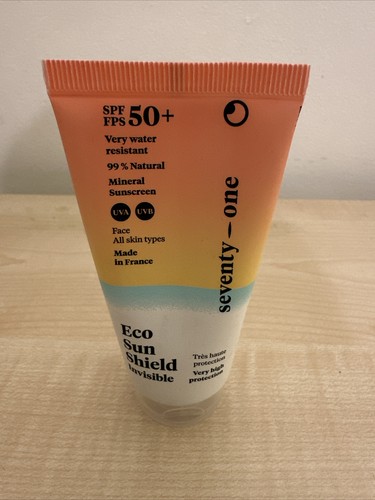 SPF
FPS 50+
Very water
resistant
99 % Natural
Mineral
Sunscreen
UVA UVB
Face
All skin types
Made
in France
seventy—one
Eco
Sun
Shield
Invisible
Très haute
protection
Very high
protection